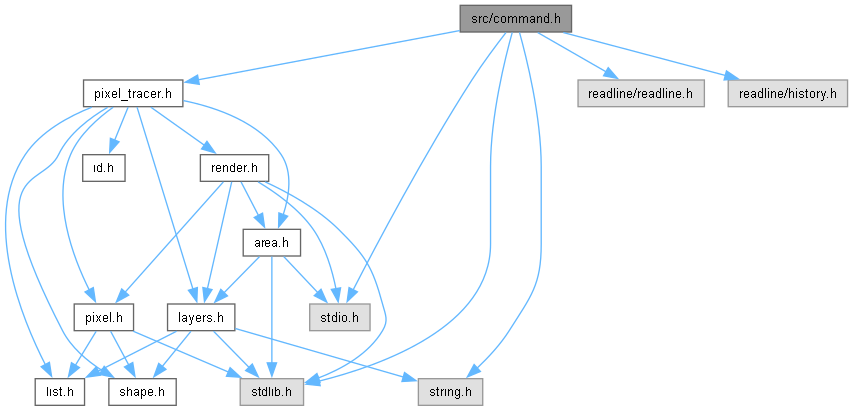 src/command.h
pixel_tracer.h
readline/readline.h
readline/history.h
id.h
render.h
area.h
pixel.h
layers.h
stdio.h
list.h
shape.h
stdlib.h
string.h